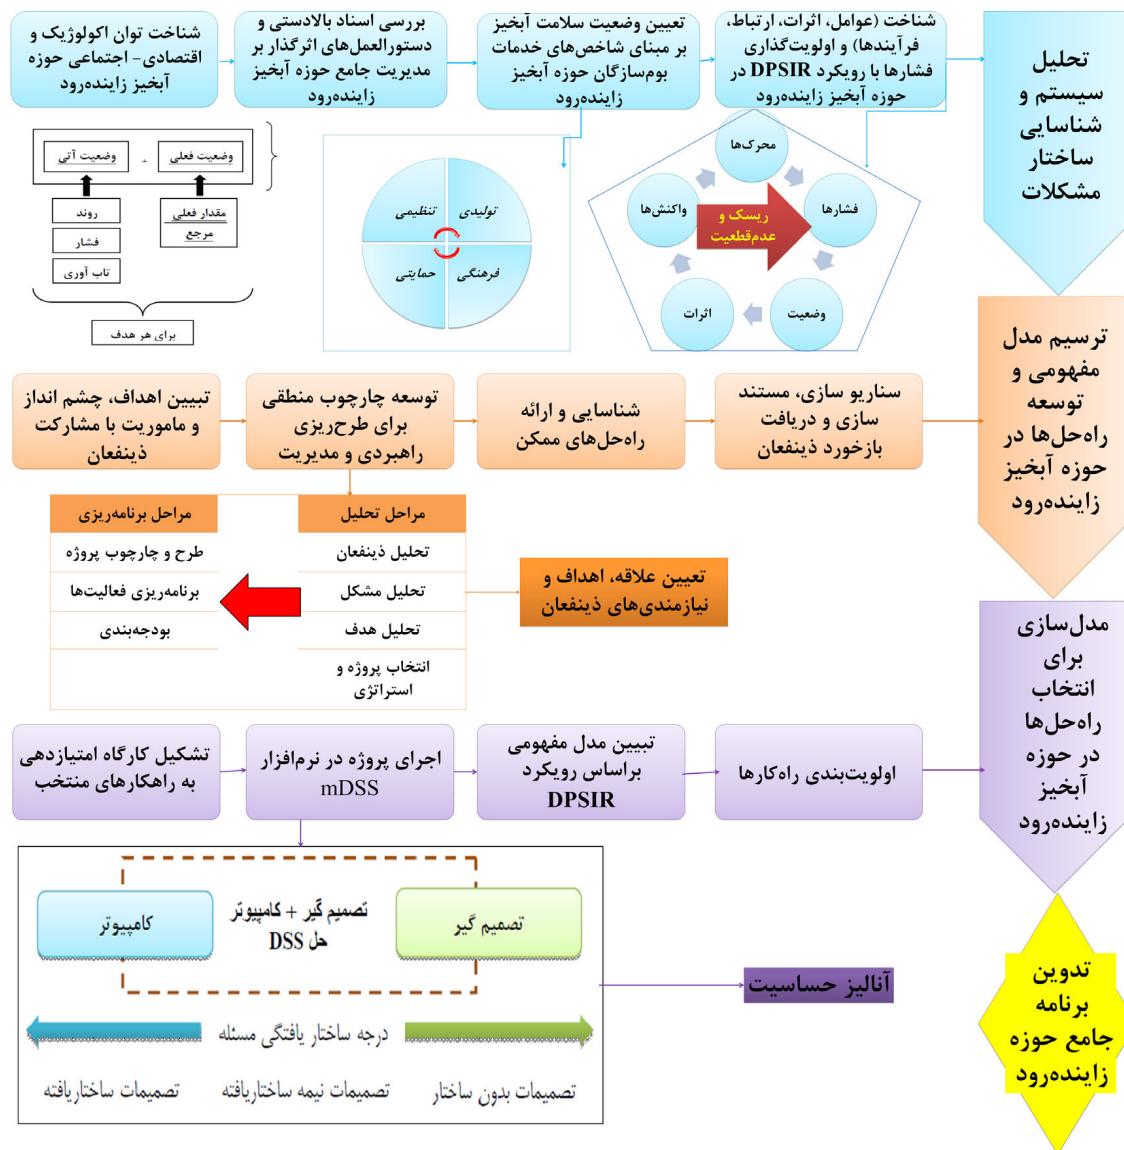 شناخت توان اکولوژیک و
اقتصادی- اجتماعی حوزه
آبخیز زاینده‌رود
بررسی اسناد بالادستی و
دستورالعمل‌های اثرگذار بر
مدیریت جامع حوزه آبخیز
زاینده‌رود
تعیین وضعیت سلامت آبخیز
بر مبنای شاخص‌های خدمات
بوم‌سازگان حوزه آبخیز
زاینده‌رود
شناخت (عوامل، اثرات، ارتباط،
فرآیندها) و اولویت‌گذاری
فشارها با رویکرد DPSIR در
حوزه آبخیز زاینده‌رود
تحلیل
سیستم و
شناسایی
ساختار
مشکلات
وضعیت فعلی
-
وضعیت آتی
مقدار فعلی
مرجع
روند
فشار
تاب آوری
برای هر هدف
تولیدی
تنظیمی
فرهنگی
حمایتی
محرک‌ها
فشارها
وضعیت
اثرات
واکنش‌ها
ریسک و
عدم‌قطعیت
تبیین اهداف، چشم انداز
و ماموریت با مشارکت
ذینفعان
توسعه چارچوب منطقی
برای طرح‌ریزی
راهبردی و مدیریت
شناسایی و ارائه
راه‌حل‌های ممکن
سناریو سازی، مستند
سازی و دریافت
بازخورد ذینفعان
ترسیم مدل
مفهومی و
توسعه
راه‌حل‌ها در
حوزه آبخیز
زاینده‌رود
مراحل تحلیل
تحلیل ذینفعان
تحلیل مشکل
تحلیل هدف
انتخاب پروژه و
استراتژی
مراحل برنامه‌ریزی
طرح و چارچوب پروژه
برنامه‌ریزی فعالیت‌ها
بودجه‌بندی
تعیین علاقه، اهداف و
نیازمندی‌های ذینفعان
تشکیل کارگاه امتیازدهی
به راهکارهای منتخب
اجرای پروژه در نرم‌افزار
mDSS
تبیین مدل مفهومی
براساس رویکرد
DPSIR
اولویت‌بندی راه‌کارها
مدل‌سازی
برای
انتخاب
راه‌حل‌ها
در حوزه
آبخیز
زاینده‌رود
تصمیم گیر
تصمیم گیر + کامپیوتر
حل DSS
کامپیوتر
درجه ساختار یافتگی مسئله
تصمیمات بدون ساختار
تصمیمات نیمه ساختاریافته
تصمیمات ساختاریافته
آنالیز حساسیت
تدوین
برنامه
جامع حوزه
زاینده‌رود